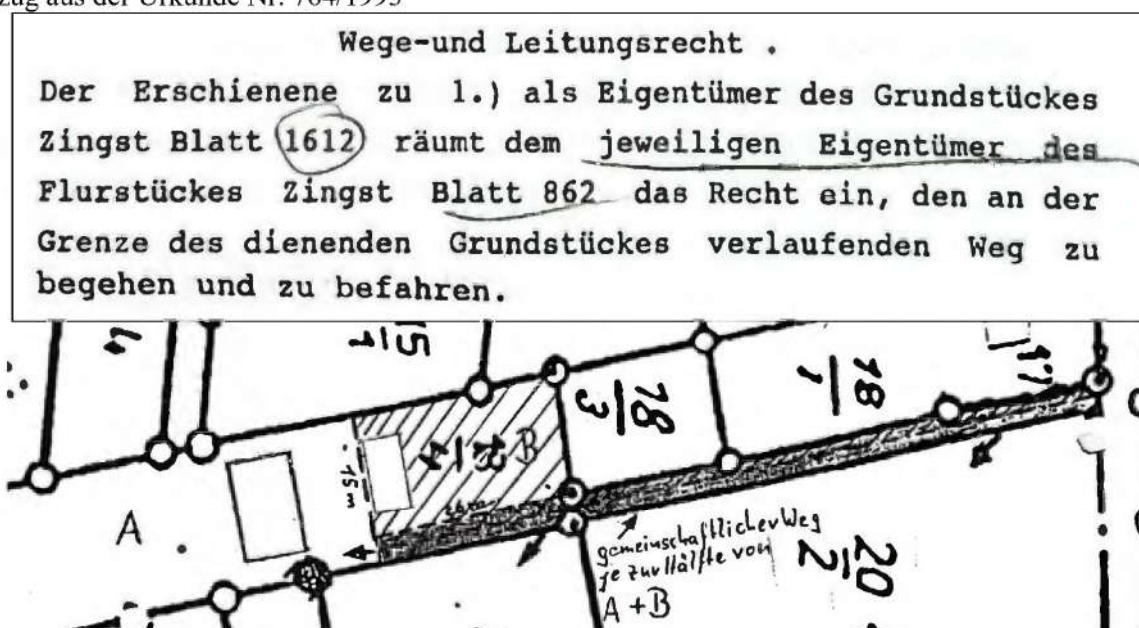 zug aus der Urkunde Nr. 764/1995
Wege-und Leitungsrecht .
Der Erschienene zu 1.) als Eigentümer des Grundstückes
Zingst Blatt 1612 räumt dem jeweiligen Eigentümer des
Flurstückes Zingst Blatt 862 das Recht ein, den an der
Grenze des dienenden Grundstückes verlaufenden Weg zu
begehen und zu befahren.
15
1
18
3
18
1
17
B
15m
A
gemeinschaftlicher Weg
je zur Hälfte von
A + B
20
2